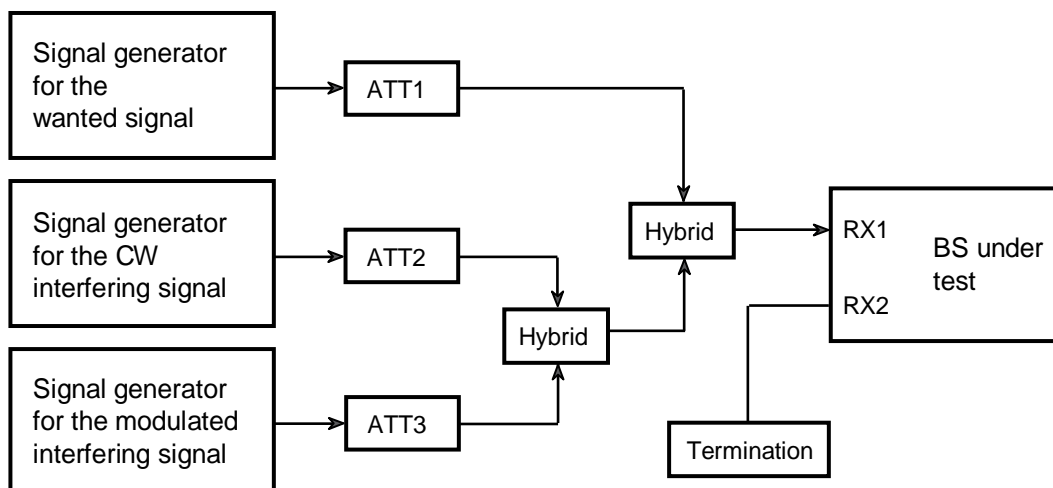 Signal generator
for the
wanted signal
ATT1
Signal generator
for the CW
interfering signal
ATT2
Hybrid
Hybrid
RX1
BS under
test
RX2
Signal generator
for the modulated
interfering signal
ATT3
Termination